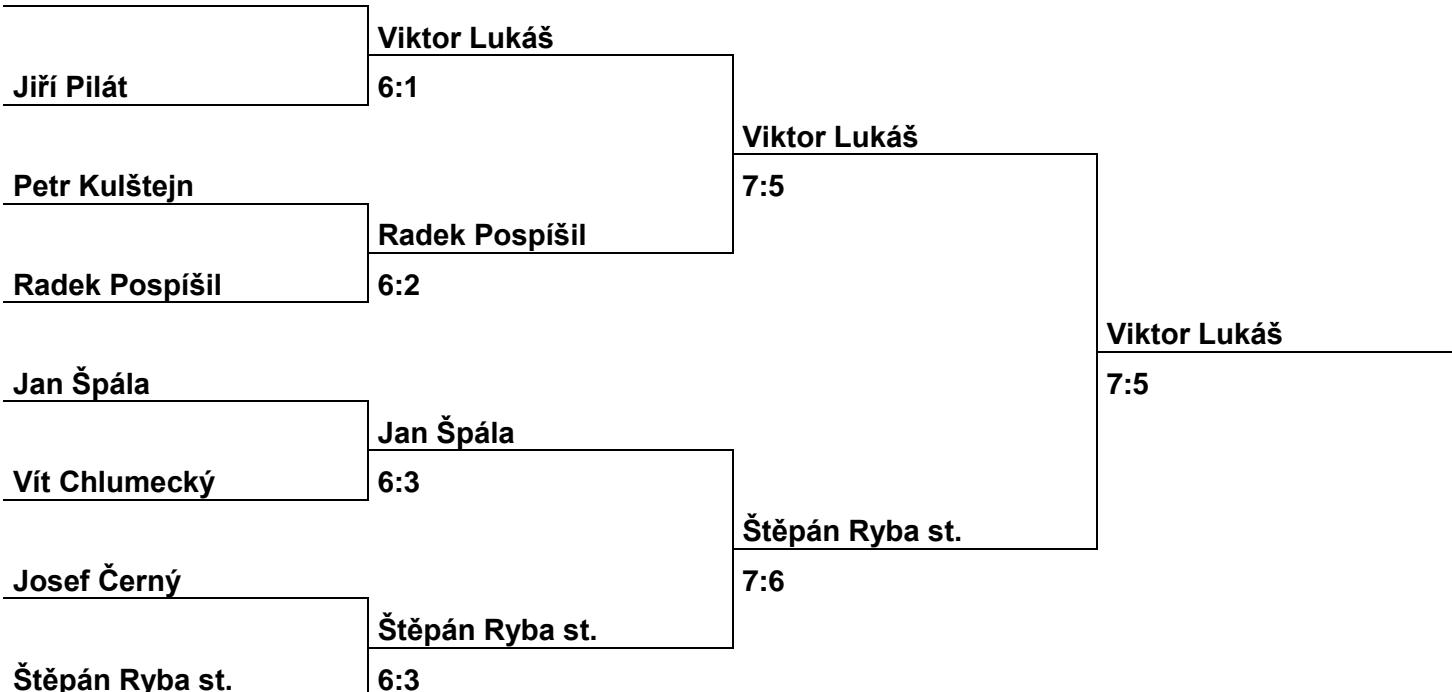 Viktor Lukáš
Jiří Pilát 6:1
Viktor Lukáš
Petr Kulštejn 7:5
Radek Pospíšil
Radek Pospíšil 6:2
Viktor Lukáš
Jan Špála 7:5
Jan Špála
Vít Chlumecký 6:3
Štěpán Ryba st.
Josef Černý 7:6
Štěpán Ryba st.
Štěpán Ryba st. 6:3